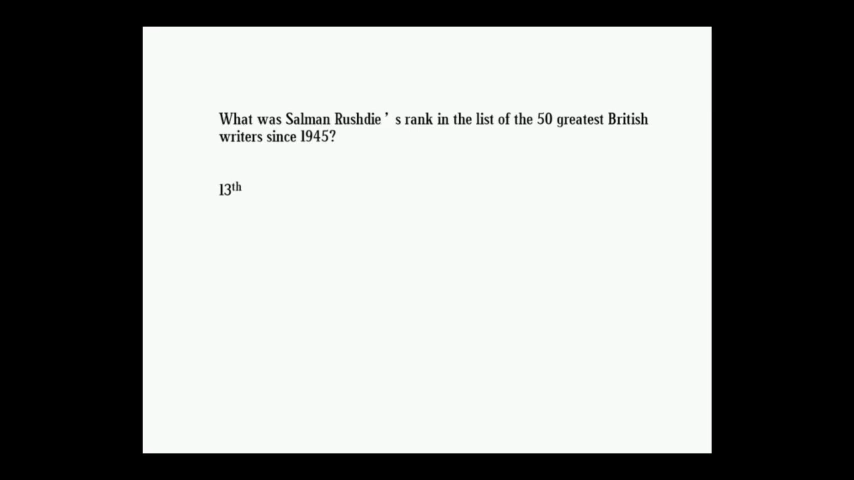 What was Salman Rushdie ’ s rank in the list of the 50 greatest British
writers since 1945?
13th